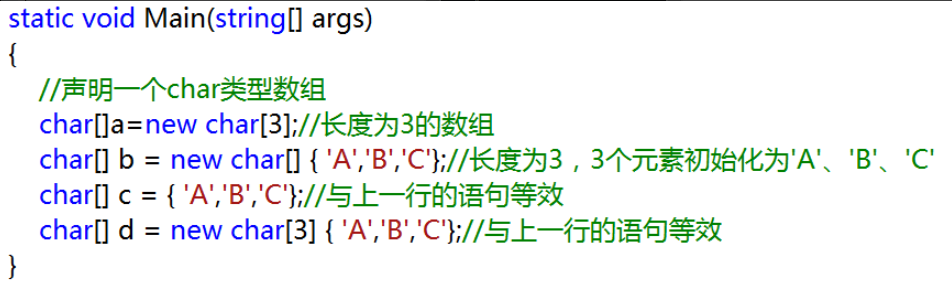 static void Main(string[] args)
{
//声明一个char类型数组
char[]a=new char[3];//长度为3的数组
char[] b = new char[] { 'A','B','C'};//长度为3，3个元素初始化为'A'、'B'、'C'
char[] c = { 'A','B','C'};//与上一行的语句等效
char[] d = new char[3] { 'A','B','C'};//与上一行的语句等效
}